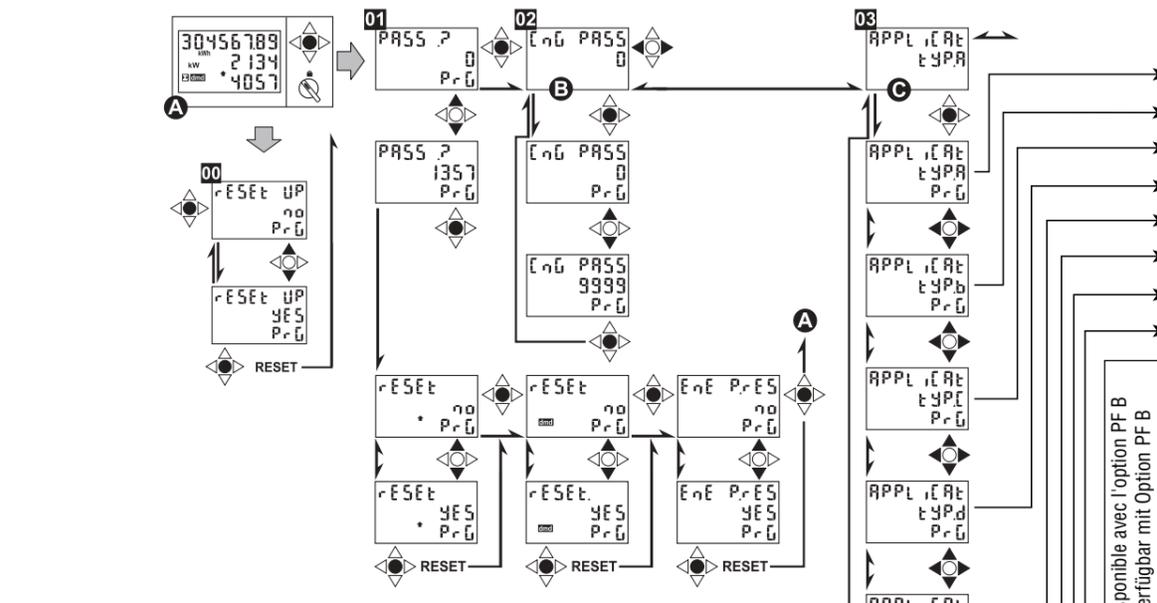 304567.89
kWh
kW 2134
Σ dmd * 4057
A
00
rESEt UP
no
PrG
rESEt UP
YES
PrG
RESET
01
PASS .?
0
PrG
PASS .?
1357
PrG
02
CnG PASS
0
B
CnG PASS
0
PrG
CnG PASS
9999
PrG
A
rESEt
no
* PrG
rESEt
no
dmd PrG
EnE P.rES
no
PrG
rESEt
YES
* PrG
rESEt.
YES
dmd PrG
EnE P.rES
YES
PrG
RESET
RESET
RESET
03
APPLiCAt
tYP.A
C
APPLiCAt
tYP.A
PrG
APPLiCAt
tYP.b
PrG
APPLiCAt
tYP.C
PrG
APPLiCAt
tYP.d
PrG
ponible avec l'option PF B
erfügbar mit Option PF B